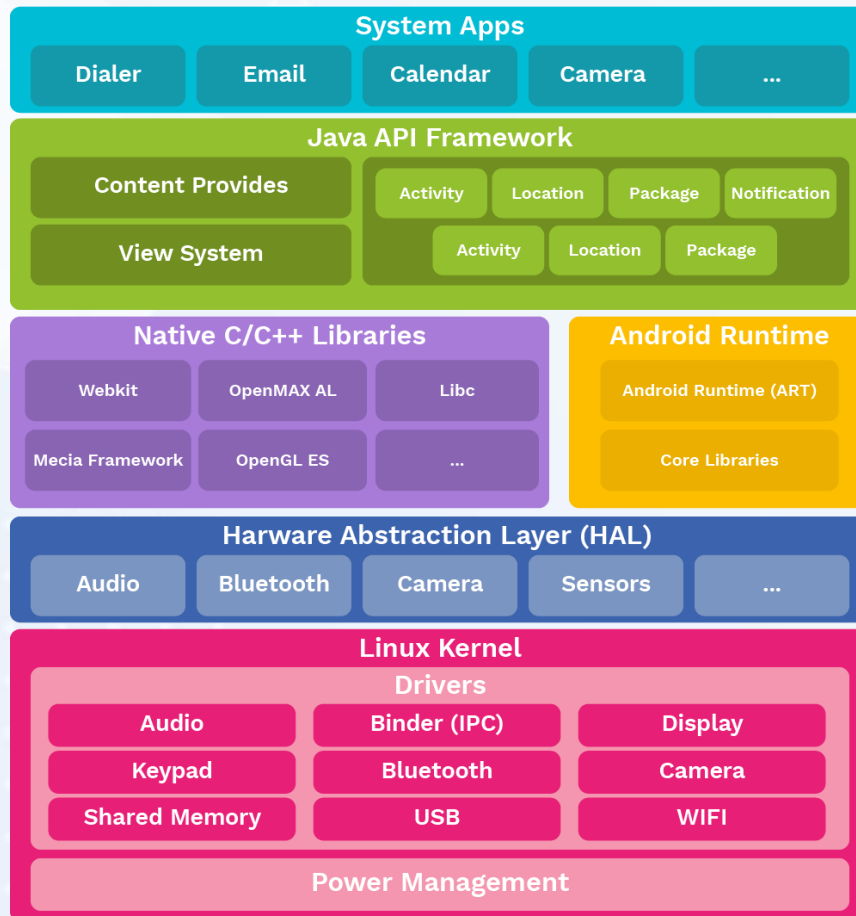 System Apps
Dialer Email Calendar Camera ...
Java API Framework
Content Provides
View System
Activity Location Package Notification
Activity Location Package
Native C/C++ Libraries
Webkit OpenMAX AL Libc
Mecia Framework OpenGL ES ...
Android Runtime
Android Runtime (ART)
Core Libraries
Harware Abstraction Layer (HAL)
Audio Bluetooth Camera Sensors ...
Linux Kernel
Drivers
Audio Binder (IPC) Display
Keypad Bluetooth Camera
Shared Memory USB WIFI
Power Management